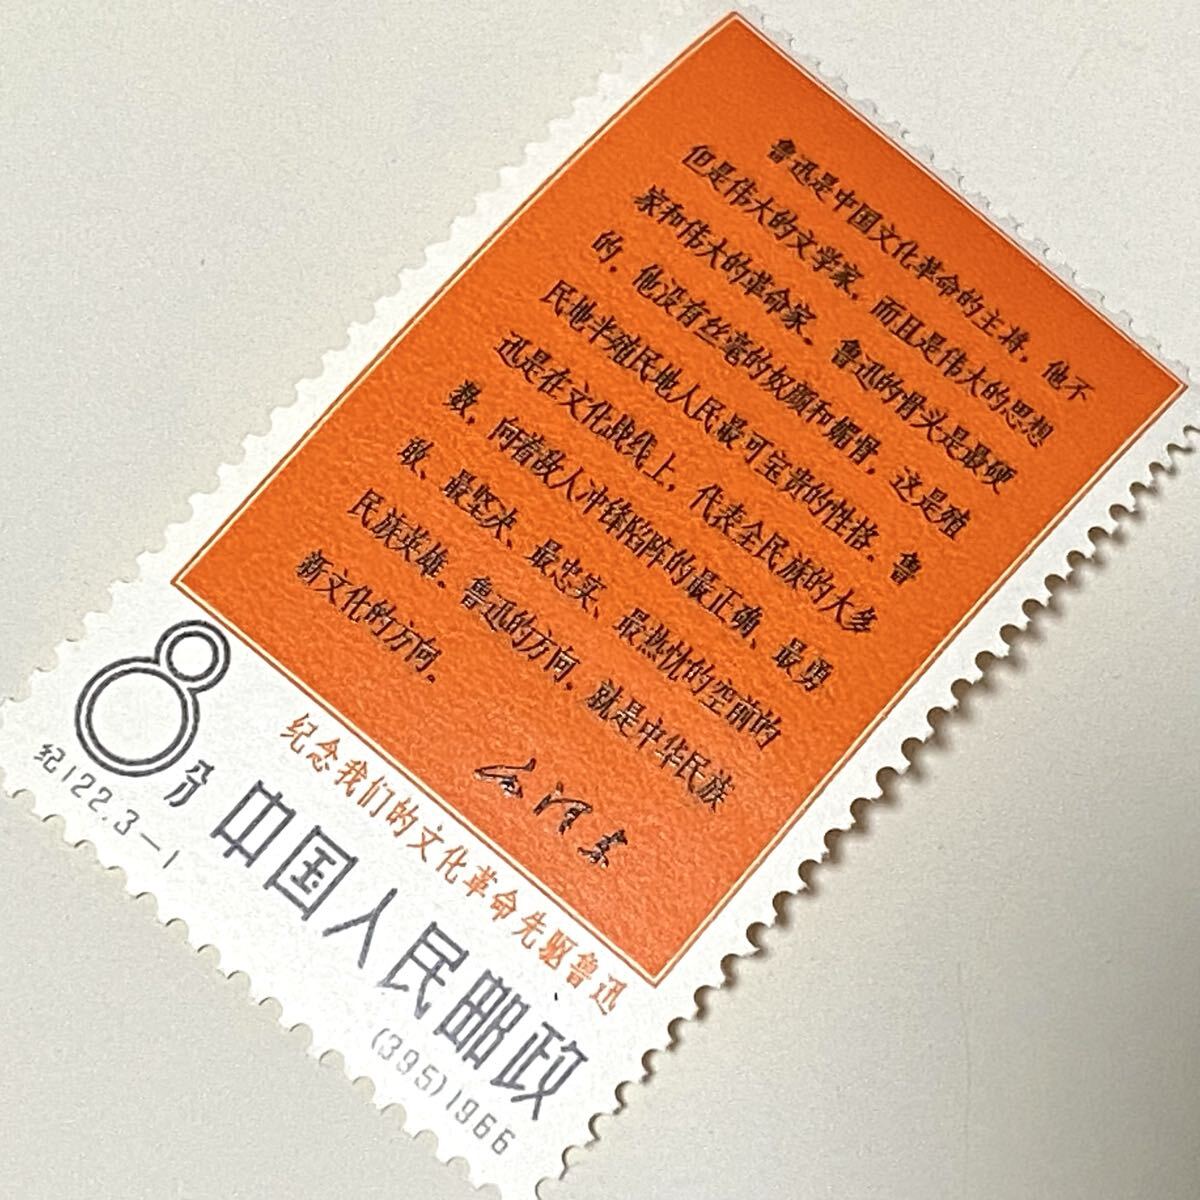 鲁迅是中国文化革命的主将，他不
但是伟大的文学家，而且是伟大的思想
家和伟大的革命家。鲁迅的骨头是最硬
的，他没有丝毫的奴颜和媚骨，这是殖
民地半殖民地人民最可宝贵的性格。鲁
迅是在文化战线上，代表全民族的大多
数，向着敌人冲锋陷阵的最正确、最勇
敢、最坚决、最忠实、最热忱的空前的
民族英雄。鲁迅的方向，就是中华民族
新文化的方向。
毛泽东
纪念我们的文化革命先驱鲁迅
8分
中国人民邮政
纪122.3—1
(395)1966